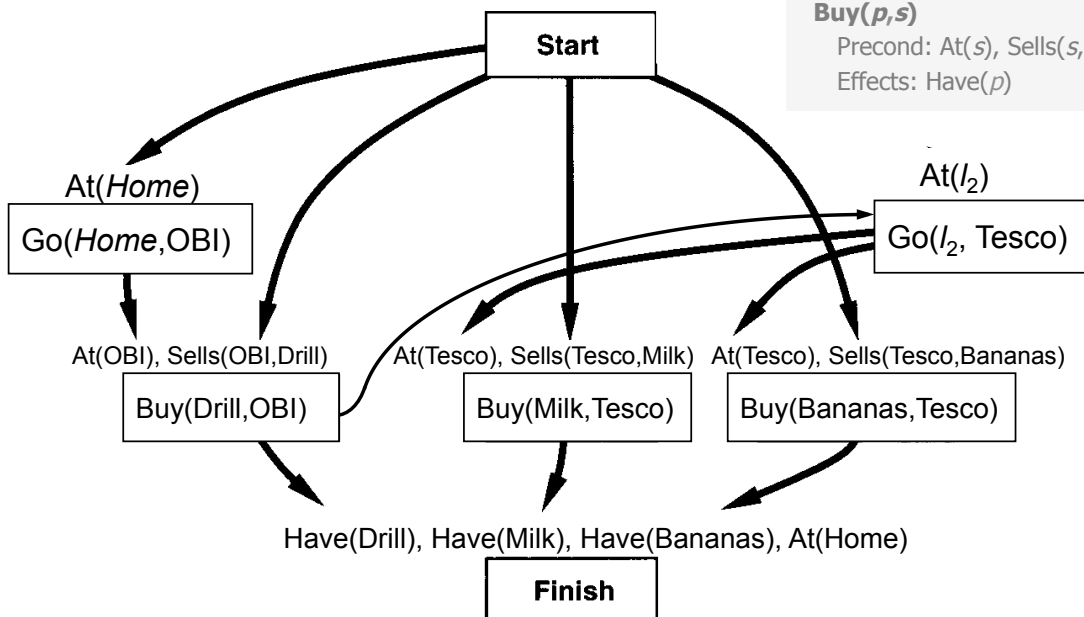 Buy(p,s)
Precond: At(s), Sells(s,
Effects: Have(p)
Start
At(Home)
Go(Home,OBI)
At(l₂)
Go(l₂, Tesco)
At(OBI), Sells(OBI,Drill)
At(Tesco), Sells(Tesco,Milk)
At(Tesco), Sells(Tesco,Bananas)
Buy(Drill,OBI)
Buy(Milk,Tesco)
Buy(Bananas,Tesco)
Have(Drill), Have(Milk), Have(Bananas), At(Home)
Finish